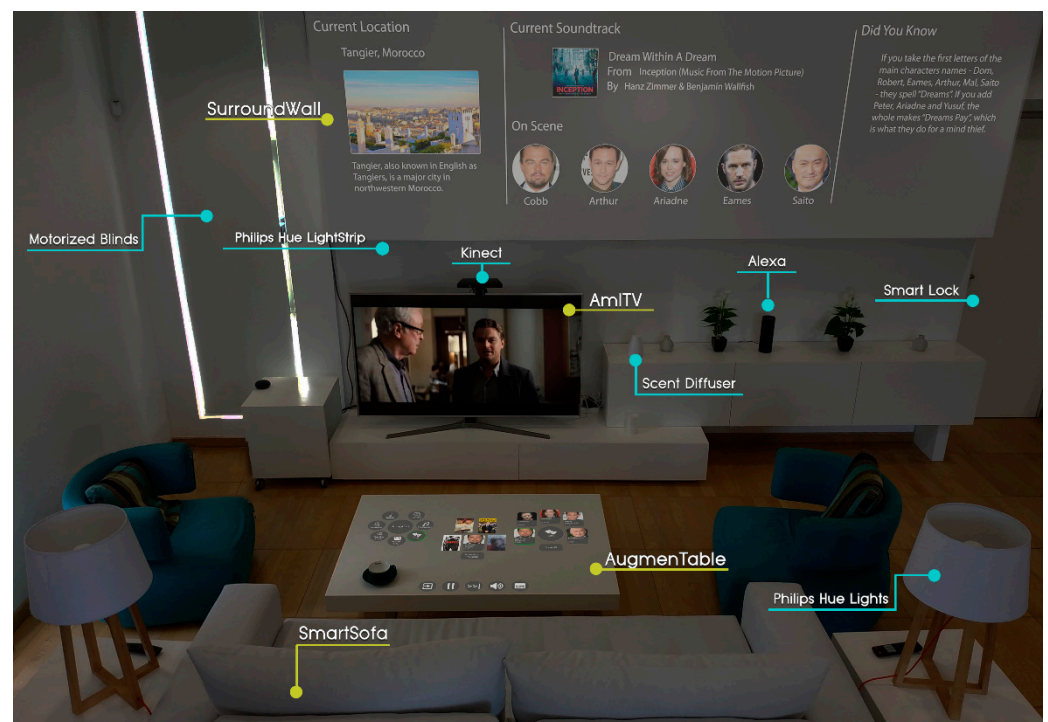 Current Location
Tangier, Morocco
Tangier, also known in English as
Tangiers, is a major city in
northwestern Morocco.
Current Soundtrack
INCEPTION
Dream Within A Dream
From Inception (Music From The Motion Picture)
By Hanz Zimmer & Benjamin Wallfish
On Scene
Cobb
Arthur
Ariadne
Eames
Saito
Did You Know
If you take the first letters of the
main characters names - Dom,
Robert, Eames, Arthur, Mal, Saito
- they spell "Dreams". If you add
Peter, Ariadne and Yusuf, the
whole makes "Dreams Pay", which
is what they do for a mind thief.
SurroundWall
Motorized Blinds
Philips Hue LightStrip
Kinect
AmITV
Alexa
Smart Lock
Scent Diffuser
AugmenTable
Philips Hue Lights
SmartSofa